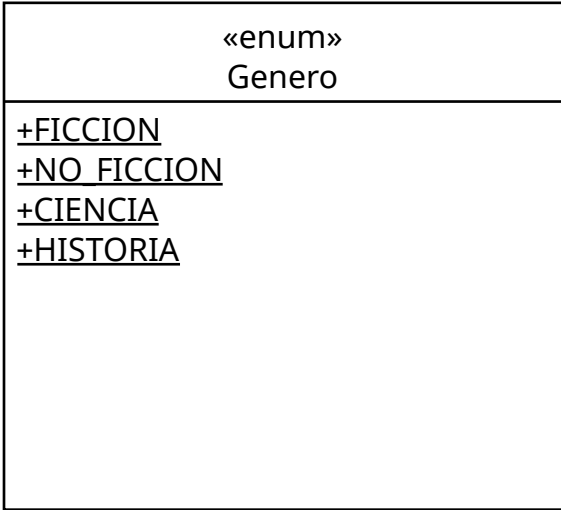 «enum»
Genero
+FICCION
+NO_FICCION
+CIENCIA
+HISTORIA